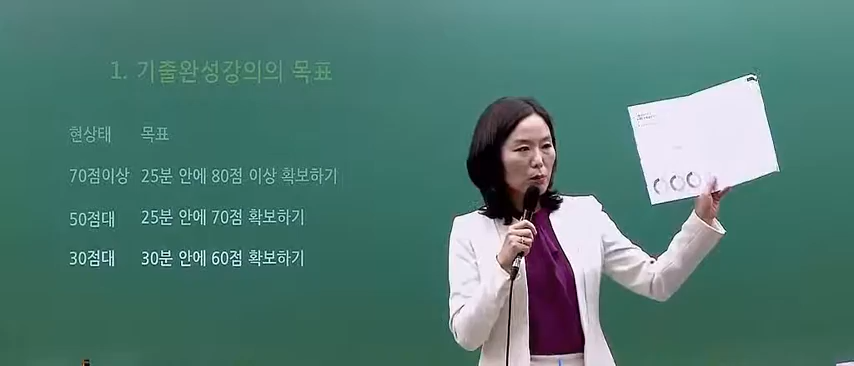 1. 기출완성강의의 목표
현상태 목표
70점이상 25분 안에 80점 이상 확보하기
50점대 25분 안에 70점 확보하기
30점대 30분 안에 60점 확보하기